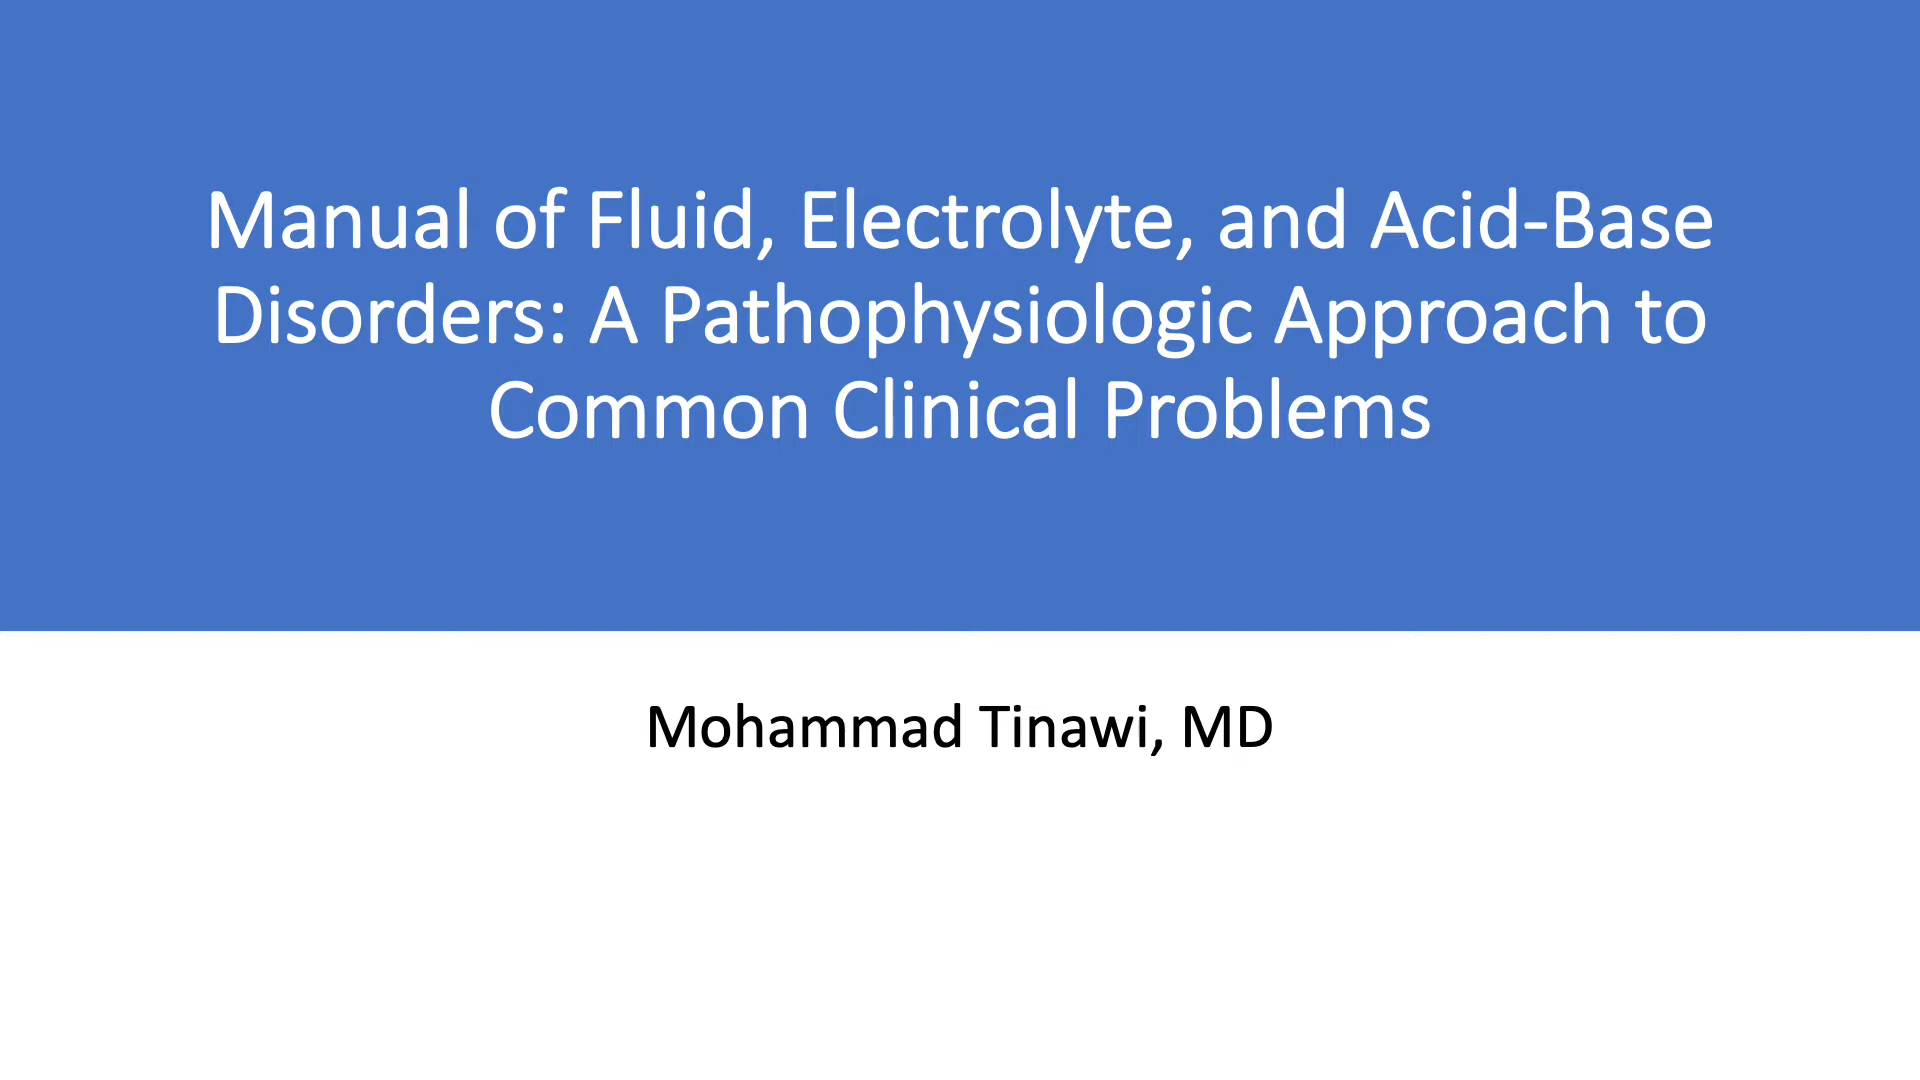 Manual of Fluid, Electrolyte, and Acid-Base
Disorders: A Pathophysiologic Approach to
Common Clinical Problems
Mohammad Tinawi, MD